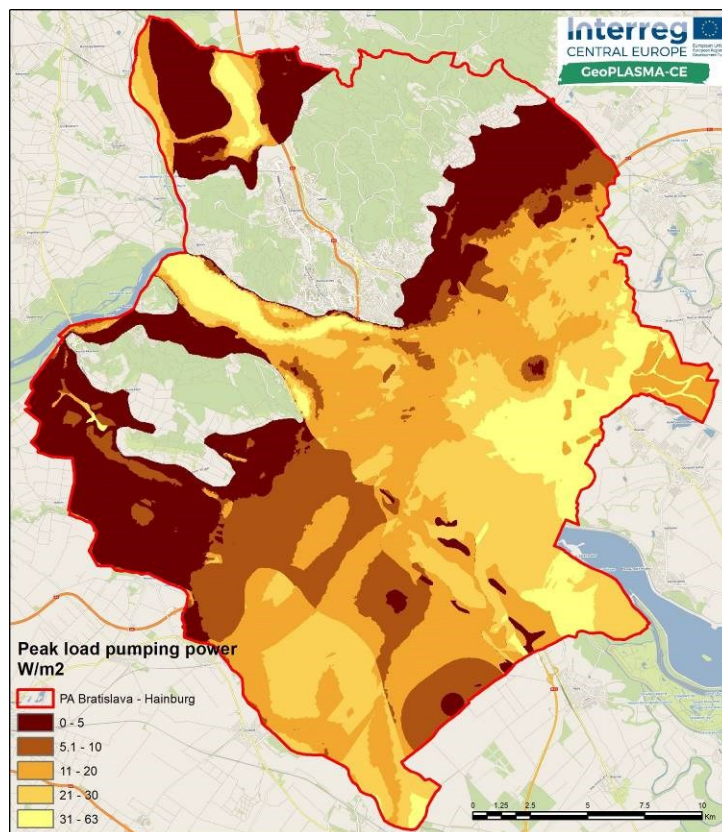 Interreg
CENTRAL EUROPE
GeoPLASMA-CE
Peak load pumping power
W/m2
PA Bratislava - Hainburg
0 - 5
5.1 - 10
11 - 20
21 - 30
31 - 63
0 1.25 2.5 5 7.5 10
Km